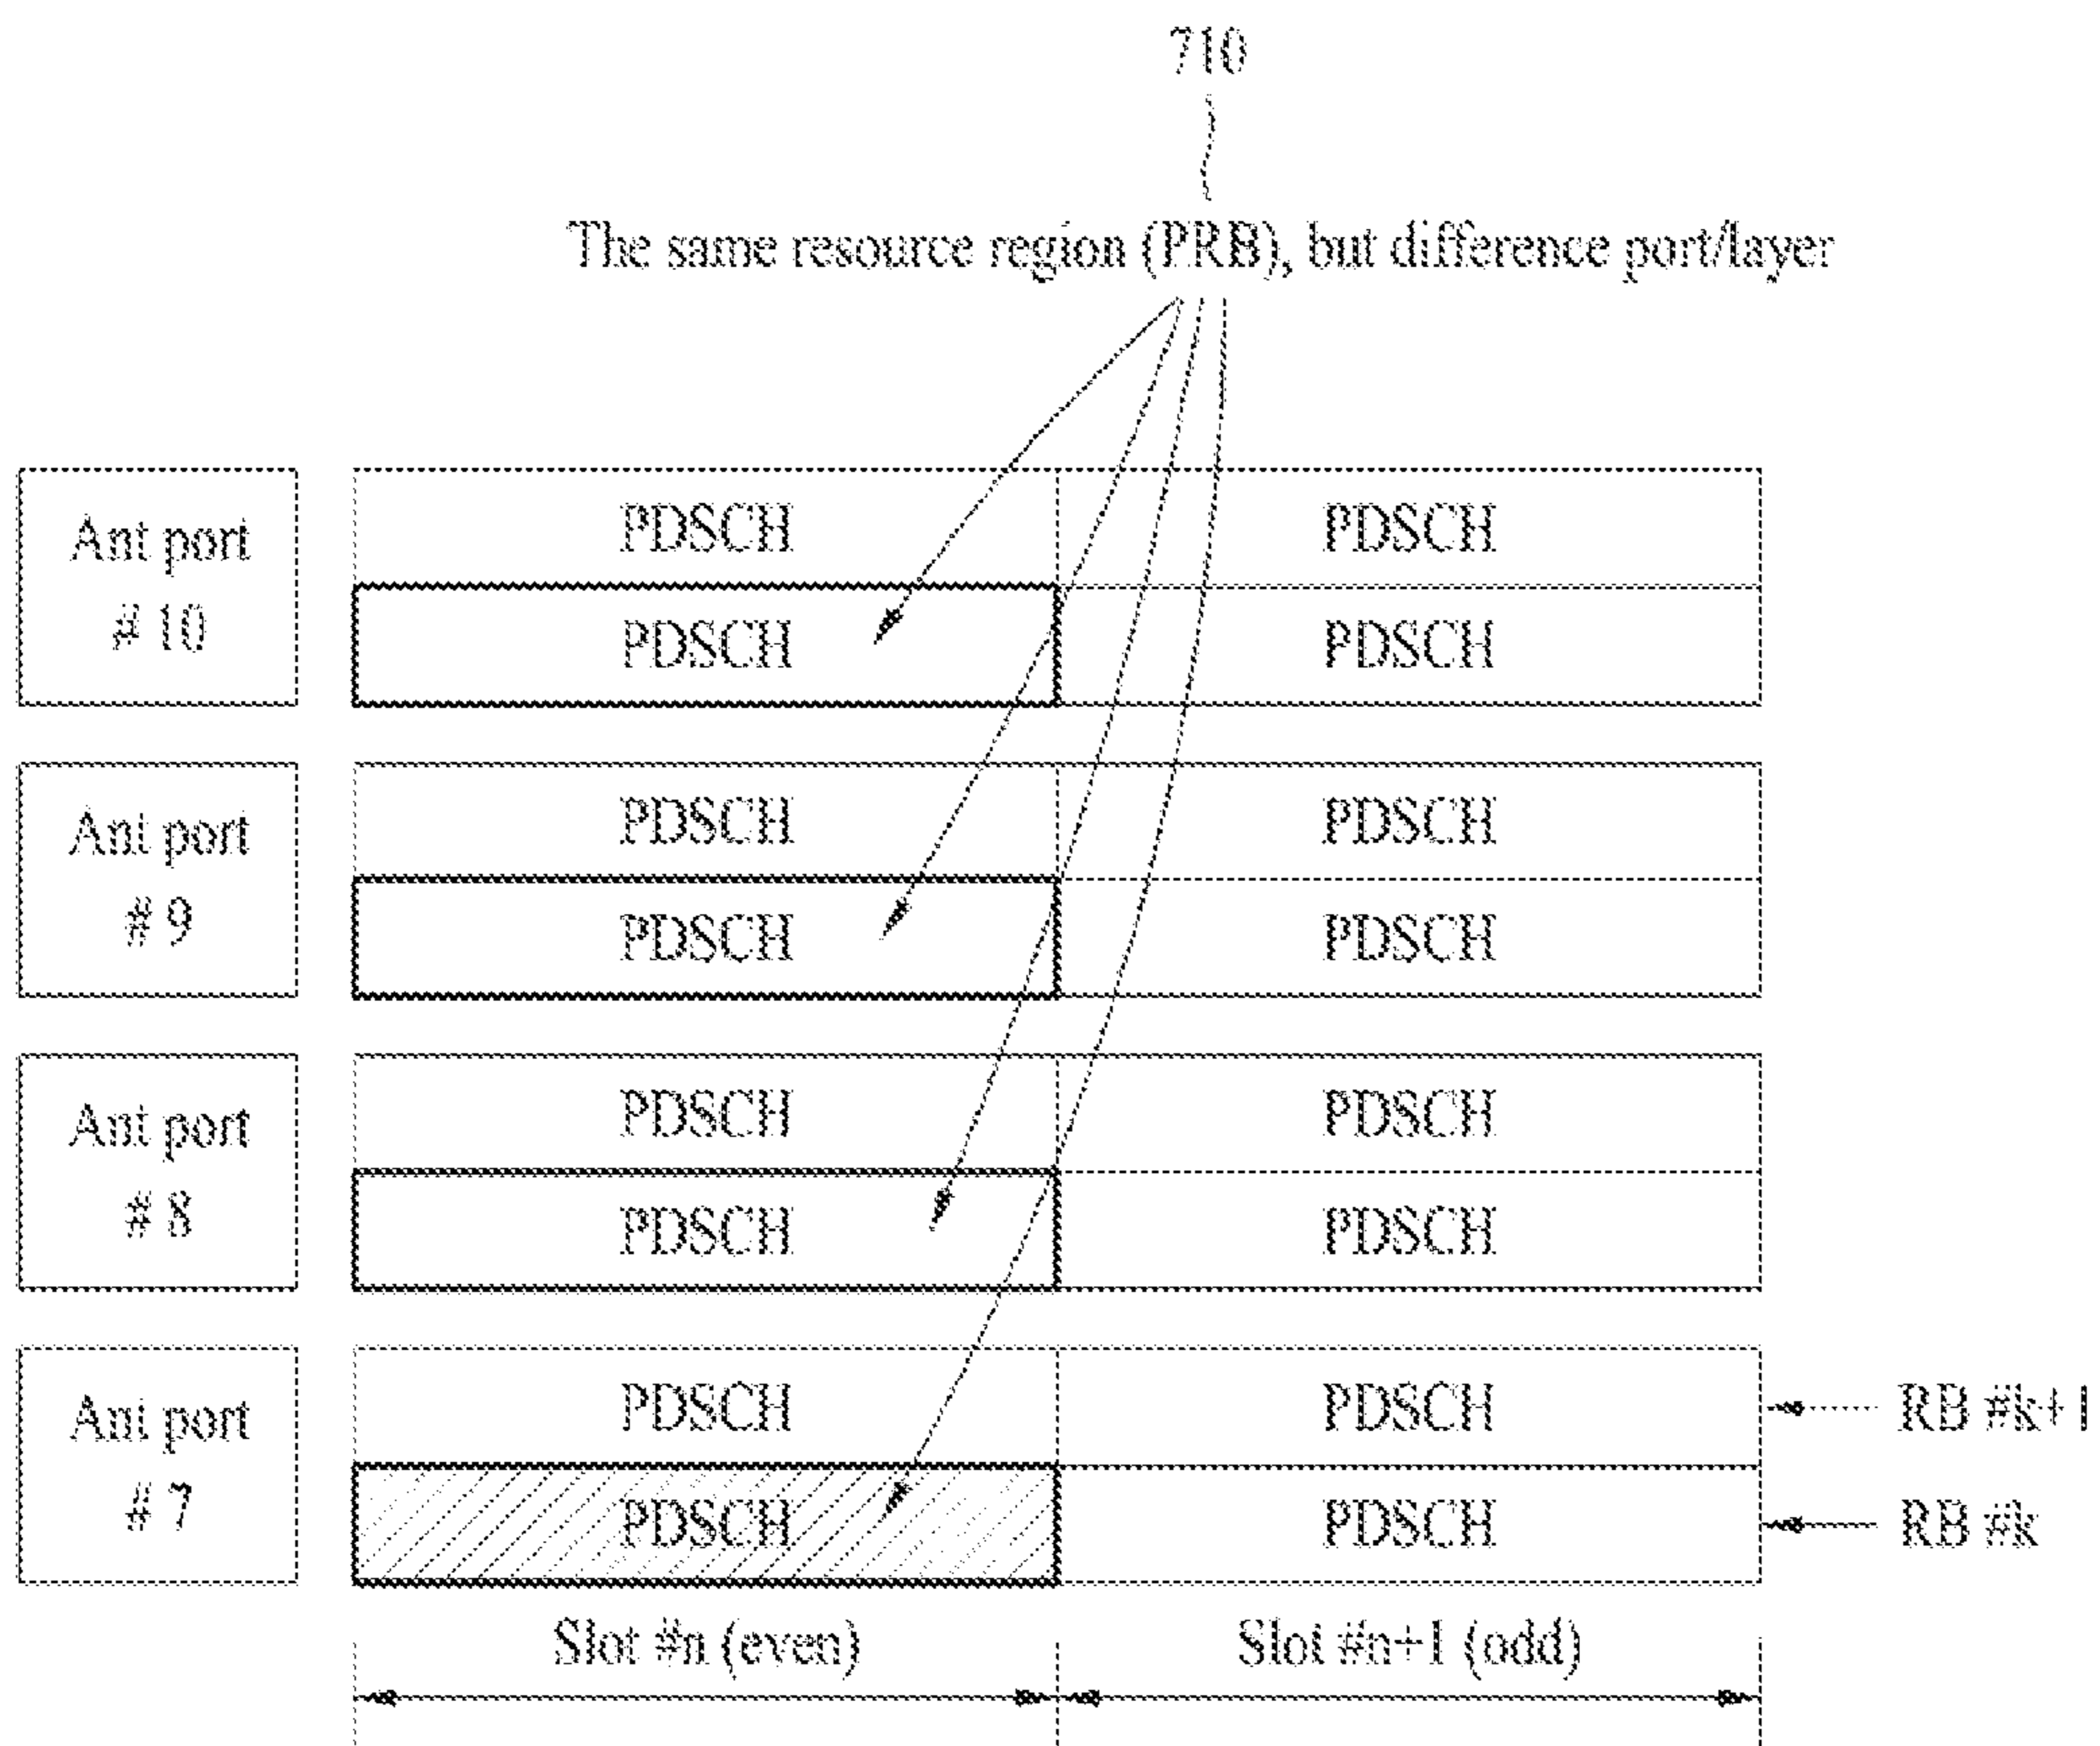 710
The same resource region (PRB), but difference port/layer
Ant port
# 10
PDSCH
PDSCH
PDSCH
PDSCH
Ant port
# 9
PDSCH
PDSCH
PDSCH
PDSCH
Ant port
# 8
PDSCH
PDSCH
PDSCH
PDSCH
Ant port
# 7
PDSCH
PDSCH
RB #k+1
PDSCH
PDSCH
RB #k
Slot #n (even)
Slot #n+1 (odd)